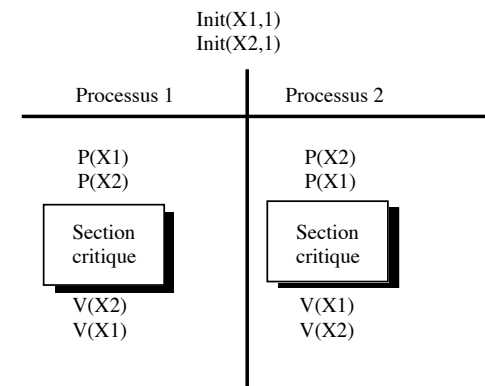 Init(X1,1)
Init(X2,1)
Processus 1
Processus 2
P(X1)
P(X2)
Section
critique
V(X2)
V(X1)
P(X2)
P(X1)
Section
critique
V(X1)
V(X2)